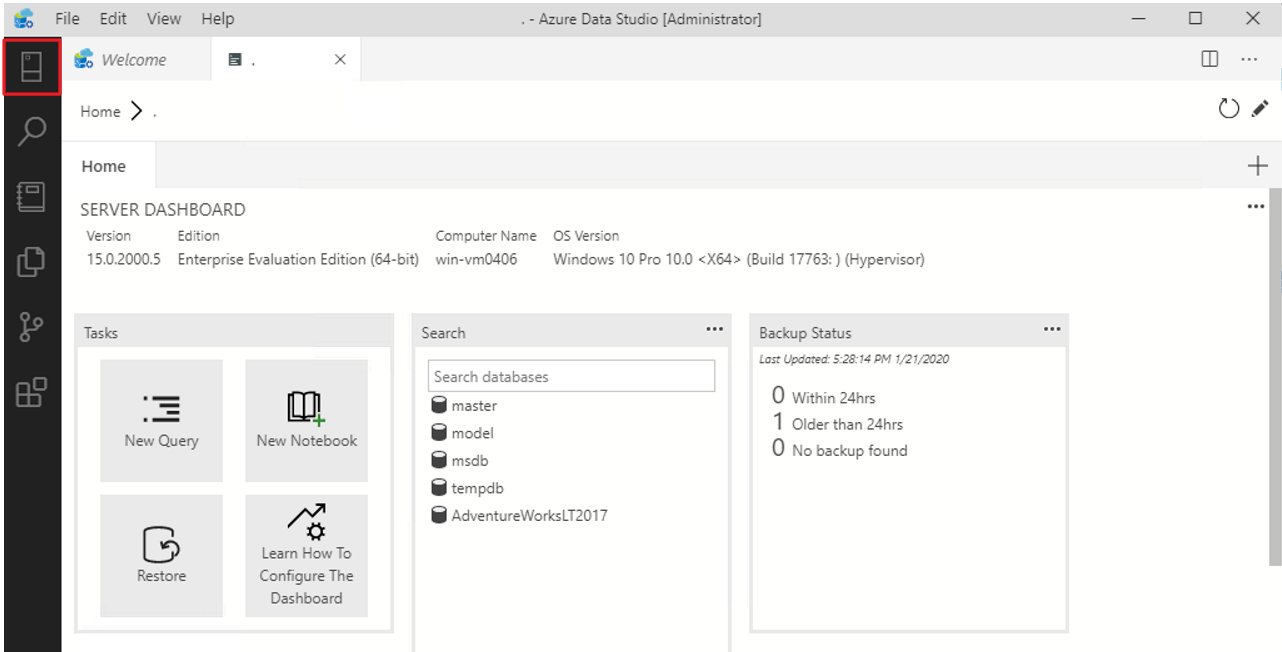 File Edit View Help . - Azure Data Studio [Administrator]
Welcome .
Home .
Home
SERVER DASHBOARD
Version Edition Computer Name OS Version
15.0.2000.5 Enterprise Evaluation Edition (64-bit) win-vm0406 Windows 10 Pro 10.0 <X64> (Build 17763: ) (Hypervisor)
Tasks
New Query
New Notebook
Restore
Learn How To
Configure The
Dashboard
Search
Search databases
master
model
msdb
tempdb
AdventureWorksLT2017
Backup Status
Last Updated: 5:28:14 PM 1/21/2020
0 Within 24hrs
1 Older than 24hrs
0 No backup found